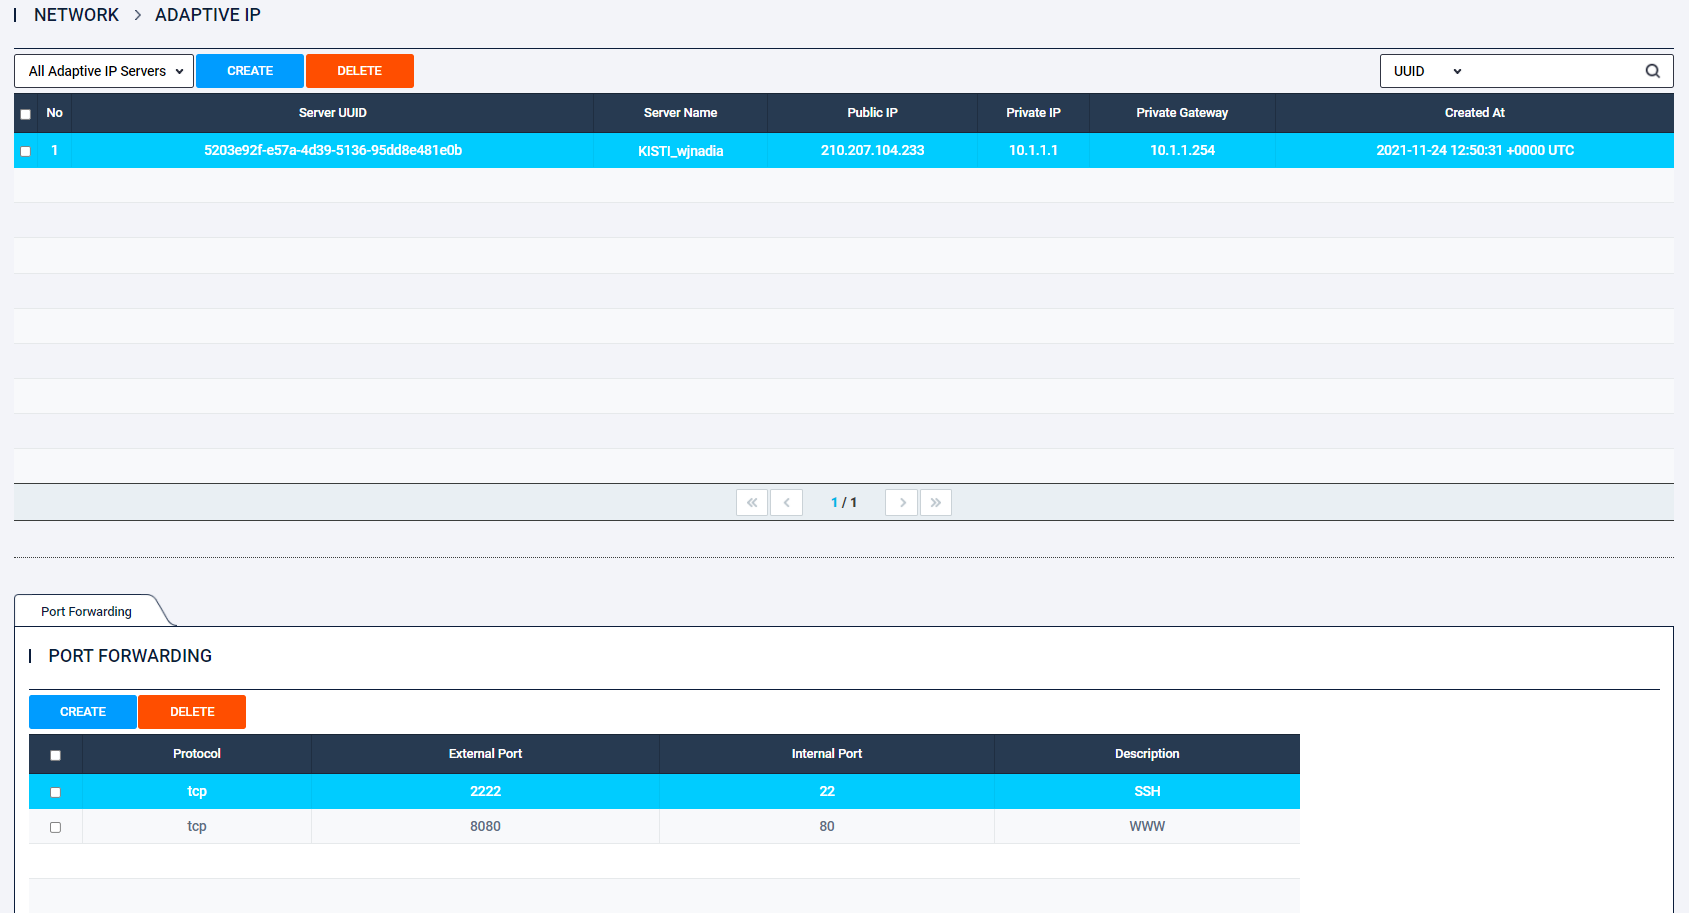 NETWORK > ADAPTIVE IP
All Adaptive IP Servers CREATE DELETE UUID
No Server UUID Server Name Public IP Private IP Private Gateway Created At
1 5203e92f-e57a-4d39-5136-95dd8e481e0b KISTI_wjnadia 210.207.104.233 10.1.1.1 10.1.1.254 2021-11-24 12:50:31 +0000 UTC
« ‹ 1 / 1 › »
Port Forwarding
PORT FORWARDING
CREATE DELETE
Protocol External Port Internal Port Description
tcp 2222 22 SSH
tcp 8080 80 WWW